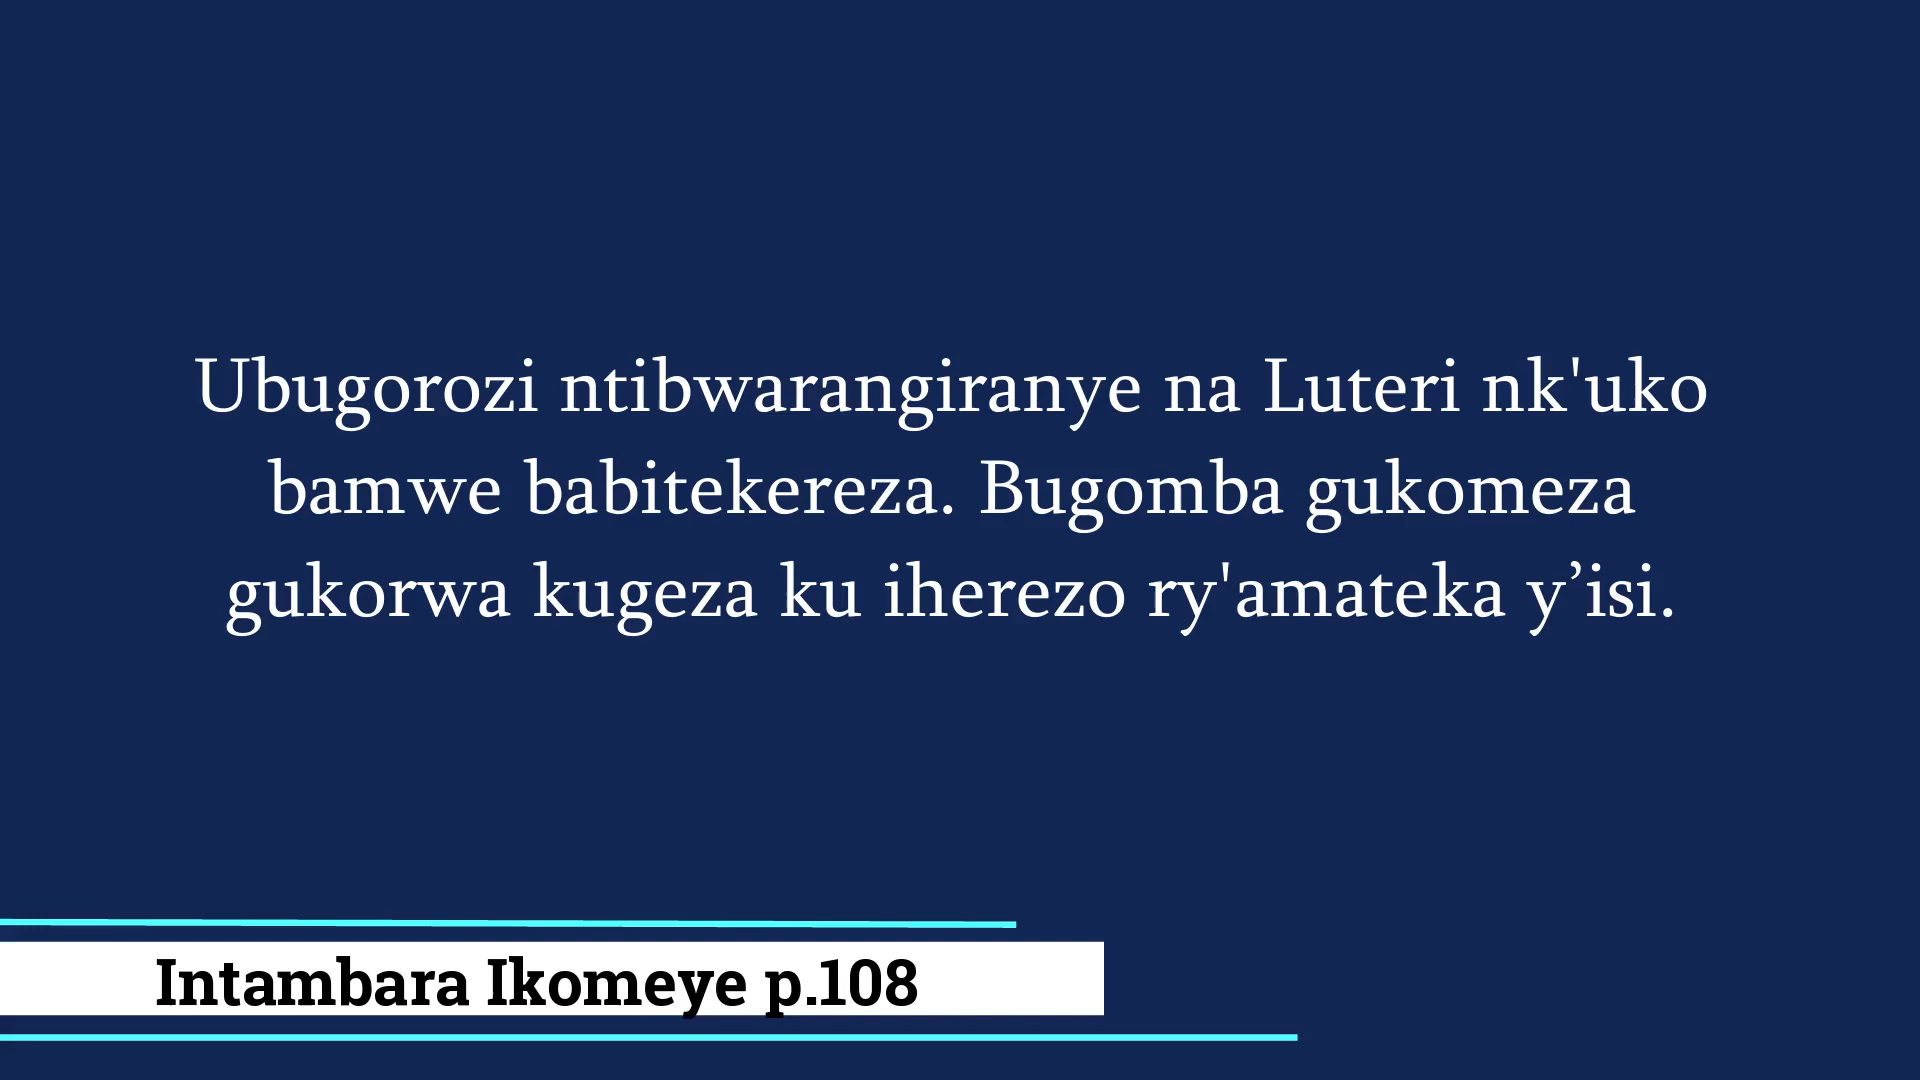 Ubugorozi ntibwarangiranye na Luteri nk'uko
bamwe babitekereza. Bugomba gukomeza
gukorwa kugeza ku iherezo ry'amateka y’isi.
Intambara Ikomeye p.108